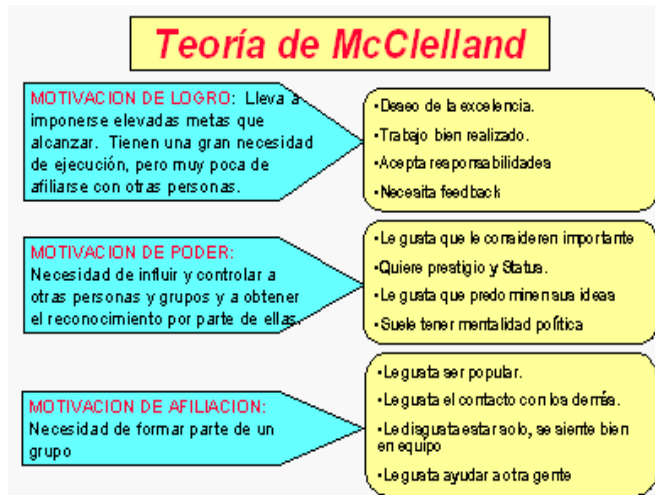 Teoría de McClelland
MOTIVACION DE LOGRO: Lleva a
imponerse elevadas metas que
alcanzar. Tienen una gran necesidad
de ejecución, pero muy poca de
afiliarse con otras personas.
•Deseo de la excelencia.
•Trabajo bien realizado.
•Acepta responsabilidades
•Necesita feedback
MOTIVACION DE PODER:
Necesidad de influir y controlar a
otras personas y grupos y a obtener
el reconocimiento por parte de ellas.
•Le gusta que le consideren importante
•Quiere prestigio y Status.
•Le gusta que predominen sus ideas
•Suele tener mentalidad política
MOTIVACION DE AFILIACION:
Necesidad de formar parte de un
grupo
•Le gusta ser popular.
•Le gusta el contacto con los demás.
•Le disgusta estar solo, se siente bien
en equipo
•Le gusta ayudar a otra gente